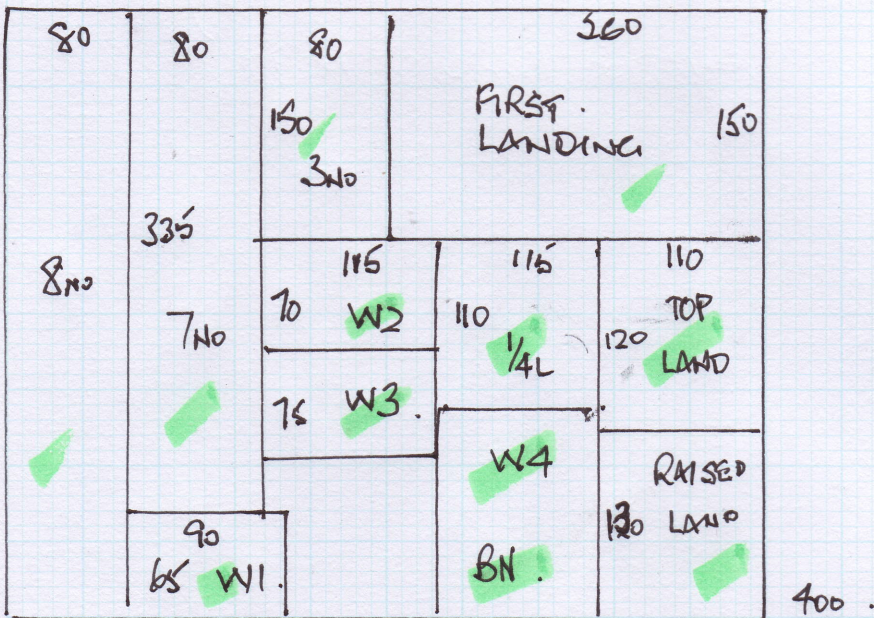 80
80
80
260
150
3NO
FIRST.
LANDING
150
335
8NO
7NO
115
70
W2
75
W3.
115
110
1/4L
110
TOP
120
LAND
W4
BN.
RAISED
LAND
90
65 W1.
400.